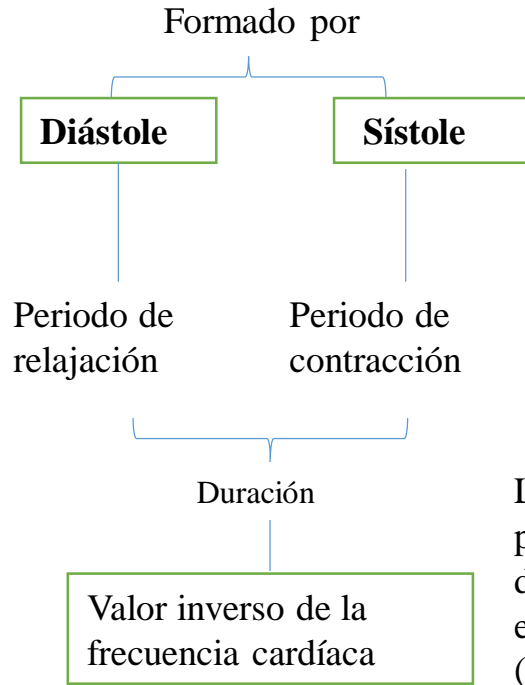 Formado por
Diástole
Sístole
Periodo de
relajación
Periodo de
contracción
Duración
Valor inverso de la
frecuencia cardíaca